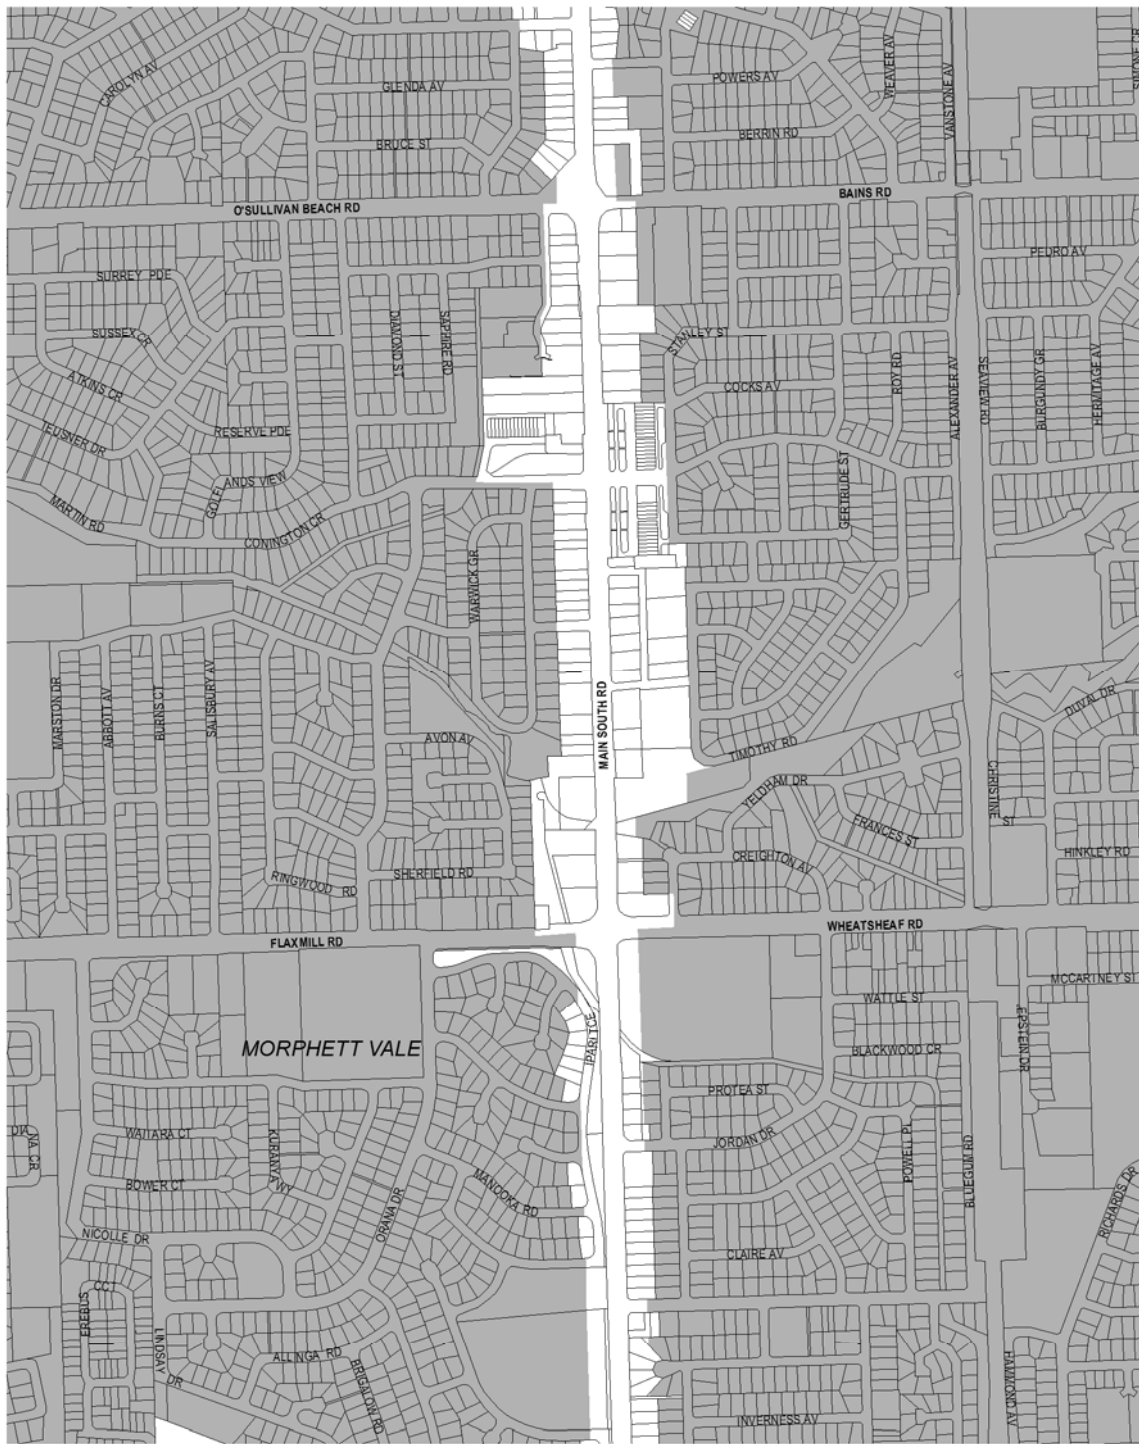 CAROLYN AV
GLENDA AV
BRUCE ST
POWERS AV
BERRIN RD
WEAVER AV
VANSTONE AV
O'SULLIVAN BEACH RD
BAINS RD
PEDRO AV
SURREY PDE
SUSSEX CR
ATKINS CR
TEUSNER DR
RESERVE PDE
DIAMOND ST
SAPHIRE RD
STANLEY ST
COCKS AV
ROY RD
ALEXANDER AV
SEAVIEW RD
BURGUNDY GR
HERMITAGE AV
MARTIN RD
GOLF
ANDS VIEW
CONINGTON CR
WARWICK GR
GERTRUDE ST
MARSTON DR
ABBOTT AV
BURNS CT
SALISBURY AV
AVON AV
MAIN SOUTH RD
TIMOTHY RD
DUVAL DR
CHRISTINE
ST
YELDHAM DR
FRANCES ST
CREIGHTON AV
HINKLEY RD
RINGWOOD RD
SHERFIELD RD
FLAXMILL RD
WHEATSHEAF RD
MCCARTNEY ST
WATTLE ST
BLACKWOOD CR
EPSTEIN DR
MORPHETT VALE
IPARI TCE
PROTEA ST
JORDAN DR
POWELL PL
BLUEGUM RD
NA CR
WAITARA CT
KURANYA WY
BOWER CT
MANOOKA RD
ORANA DR
NICOLLE DR
CLAIRE AV
RICHARDS DR
EREBUS
CCT
LINDSAY
DR
ALLINGA RD
BRIGALOW RD
HAMMOND AV
INVERNESS AV